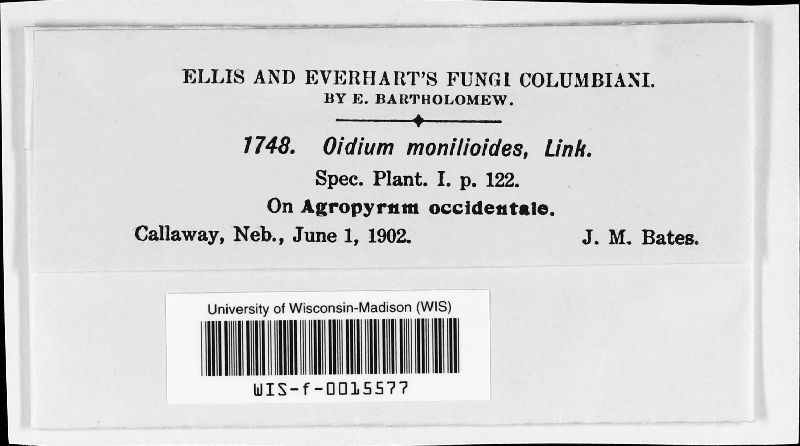 ELLIS AND EVERHART'S FUNGI COLUMBIANI.
BY E. BARTHOLOMEW.
1748. Oidium monilioides, Link.
Spec. Plant. I. p. 122.
On Agropyrum occidentale.
Callaway, Neb., June 1, 1902. J. M. Bates.
University of Wisconsin-Madison (WIS)
WIS-f-0015577